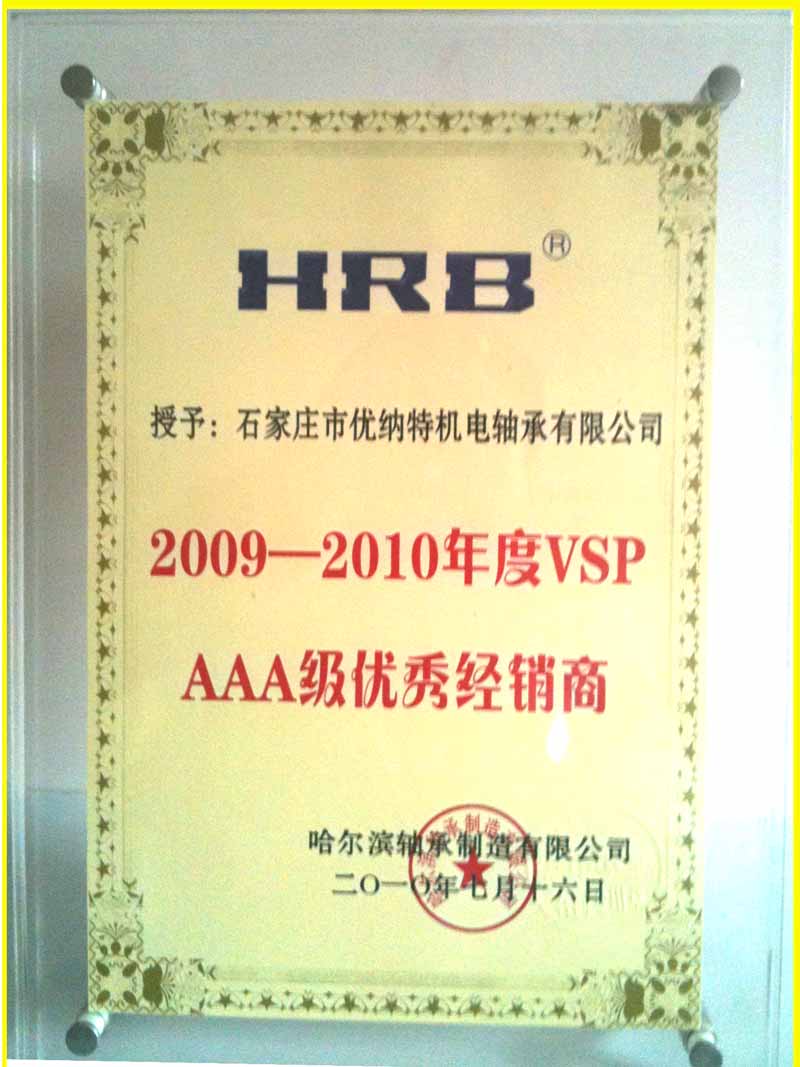 HRB®
授予：石家庄市优纳特机电轴承有限公司
2009—2010年度VSP
AAA级优秀经销商
哈尔滨轴承制造有限公司
二〇一〇年七月十六日